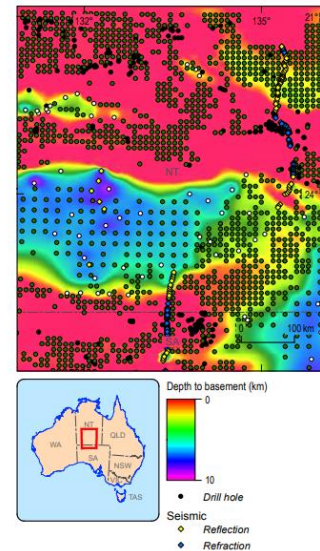 132°
135°
21°
NT
24°
SA
0 100 km
WA
NT
QLD
SA
NSW
VIC
TAS
Depth to basement (km)
0
10
Drill hole
Seismic
Reflection
Refraction